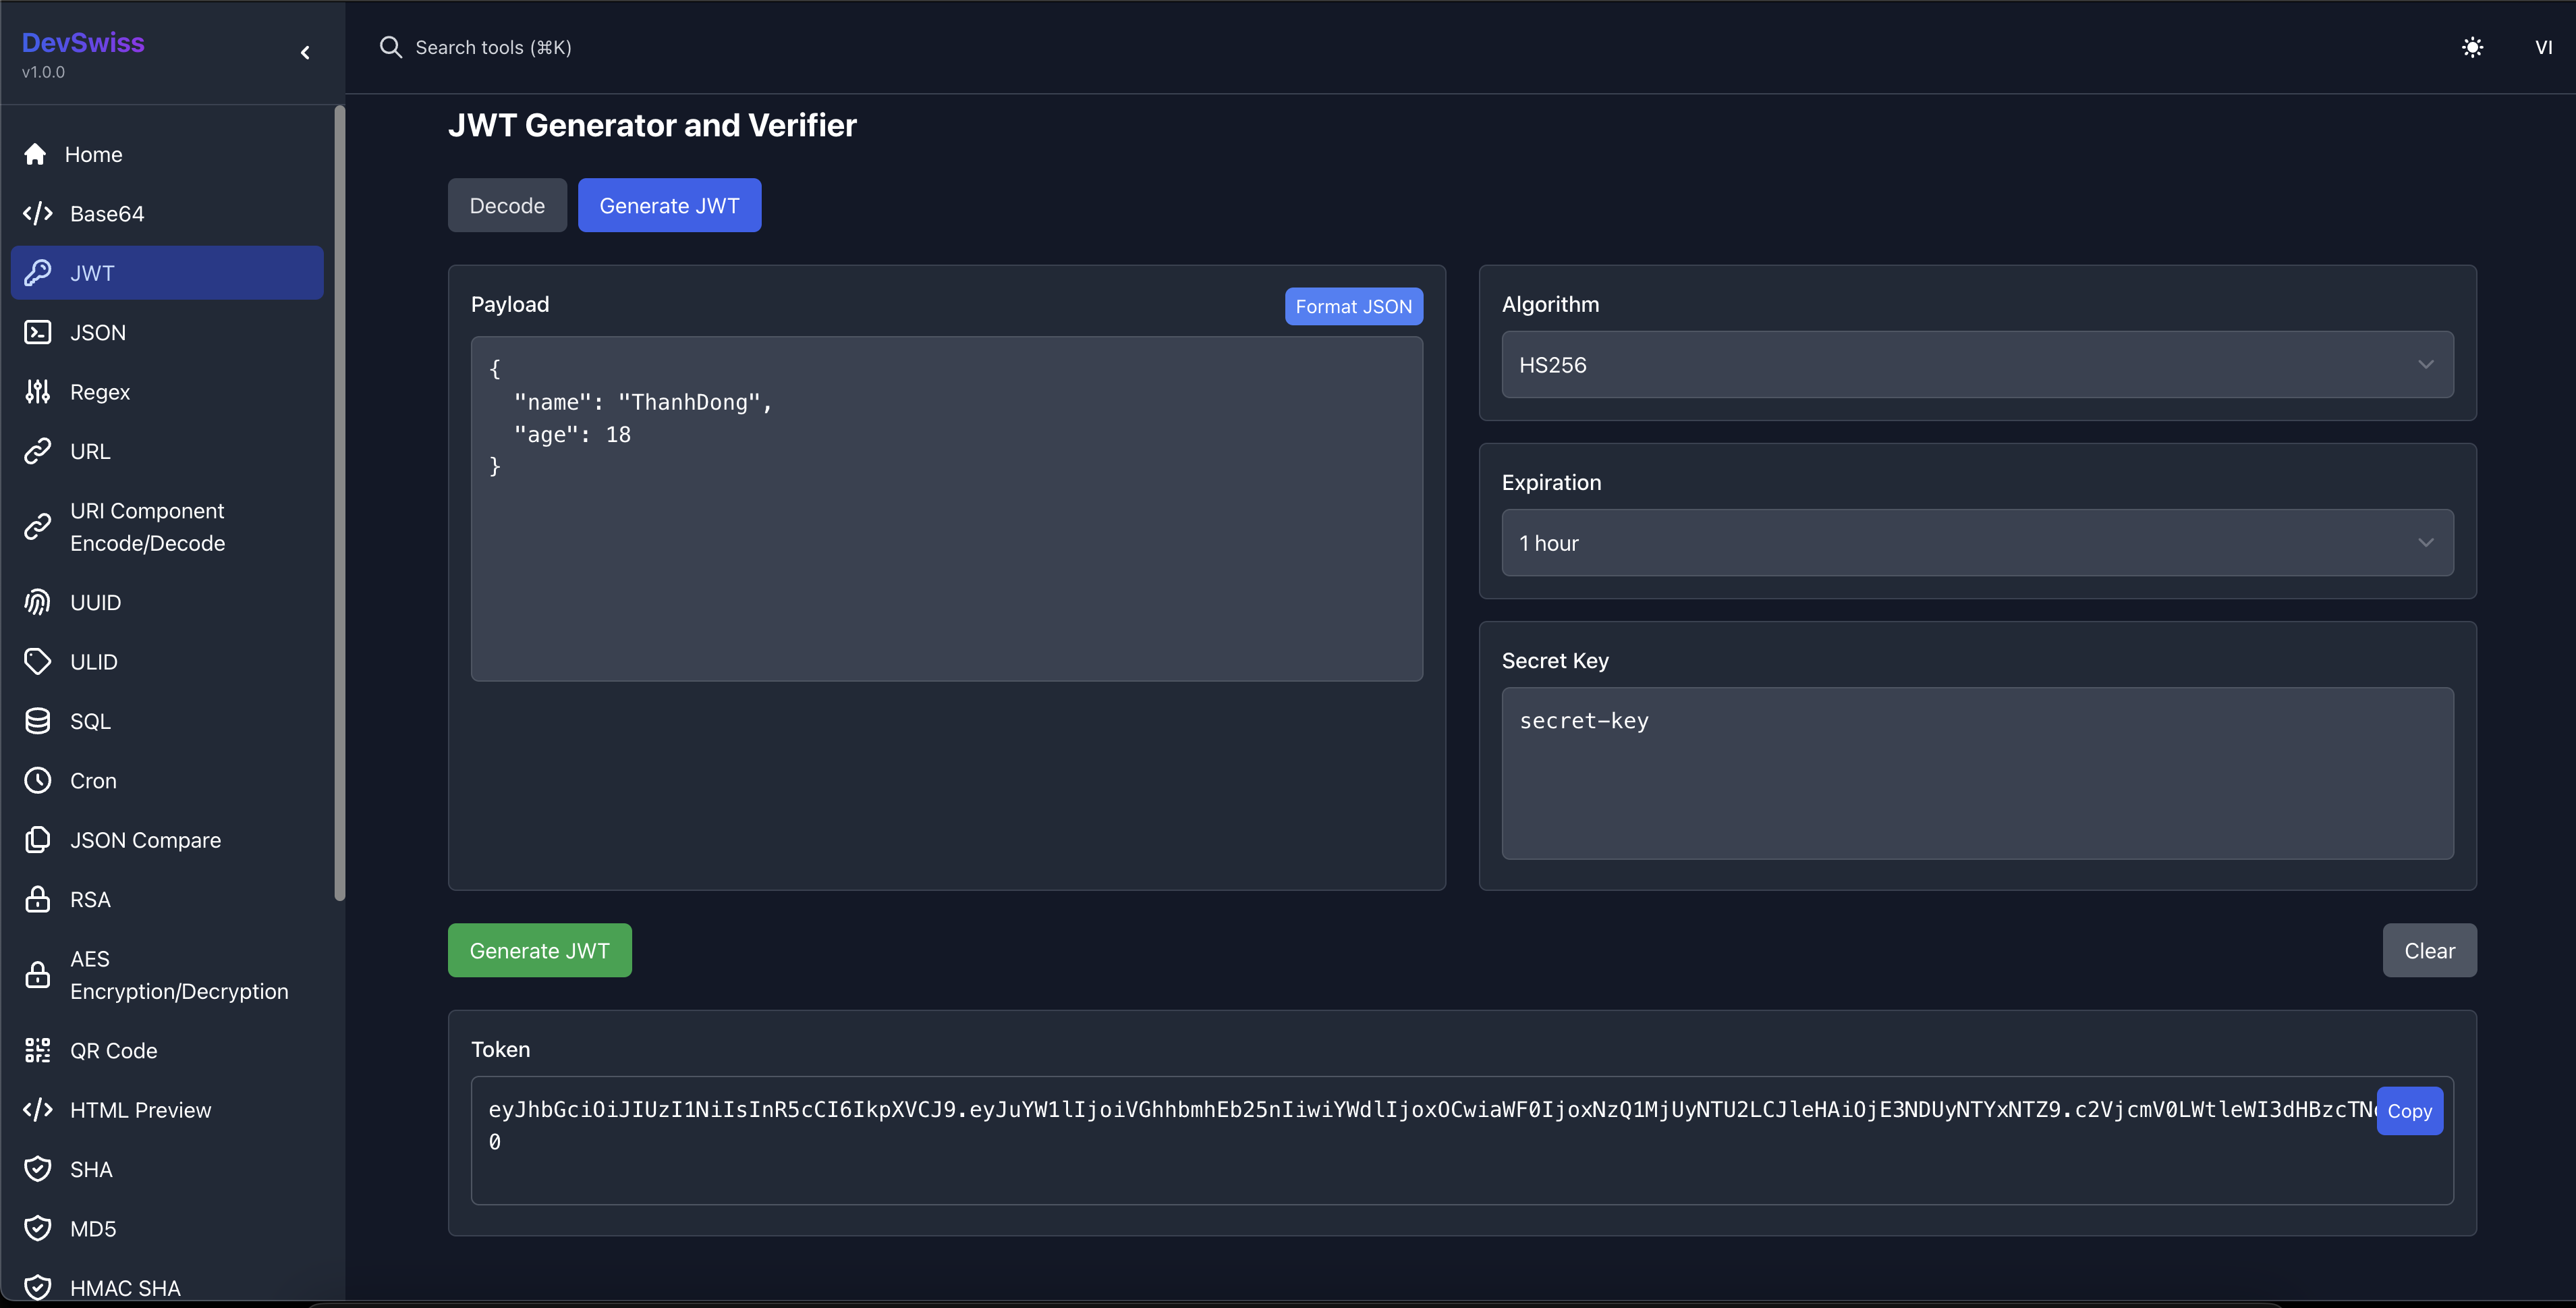 DevSwiss
v1.0.0
Search tools (⌘K)
VI
Home
Base64
JWT
JSON
Regex
URL
URI Component
Encode/Decode
UUID
ULID
SQL
Cron
JSON Compare
RSA
AES
Encryption/Decryption
QR Code
HTML Preview
SHA
MD5
HMAC SHA
JWT Generator and Verifier
Decode
Generate JWT
Payload
Format JSON
{
  "name": "ThanhDong",
  "age": 18
}
Algorithm
HS256
Expiration
1 hour
Secret Key
secret-key
Generate JWT
Clear
Token
eyJhbGciOiJIUzI1NiIsInR5cCI6IkpXVCJ9.eyJuYW1lIjoiVGhhbmhEb25nIiwiYWdlIjoxOCwiaWF0IjoxNzQ1MjUyNTU2LCJleHAiOjE3NDUyNTYxNTZ9.c2VjcmV0LWtleWI3dHBzcTN
Copy
0